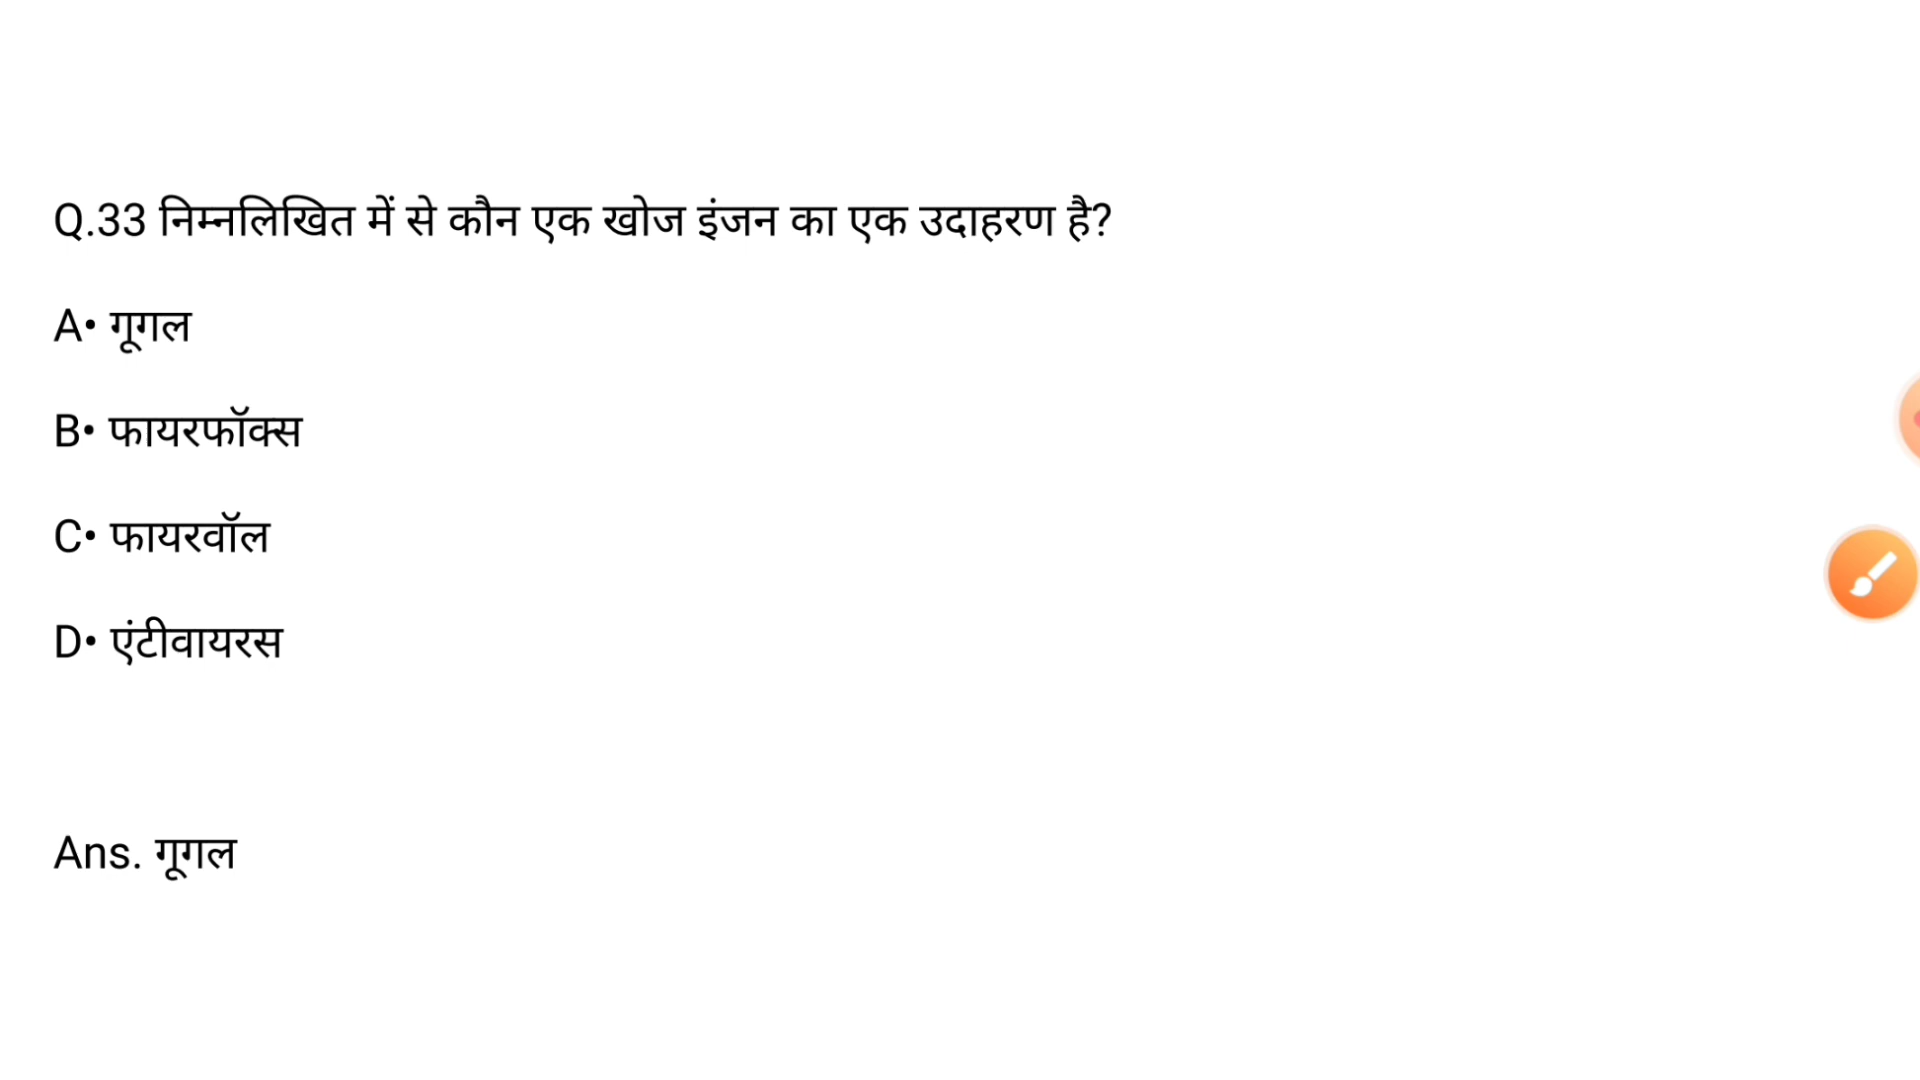 Q.33 निम्नलिखित में से कौन एक खोज इंजन का एक उदाहरण है?
A• गूगल
B• फायरफॉक्स
C• फायरवॉल
D• एंटीवायरस
Ans. गूगल